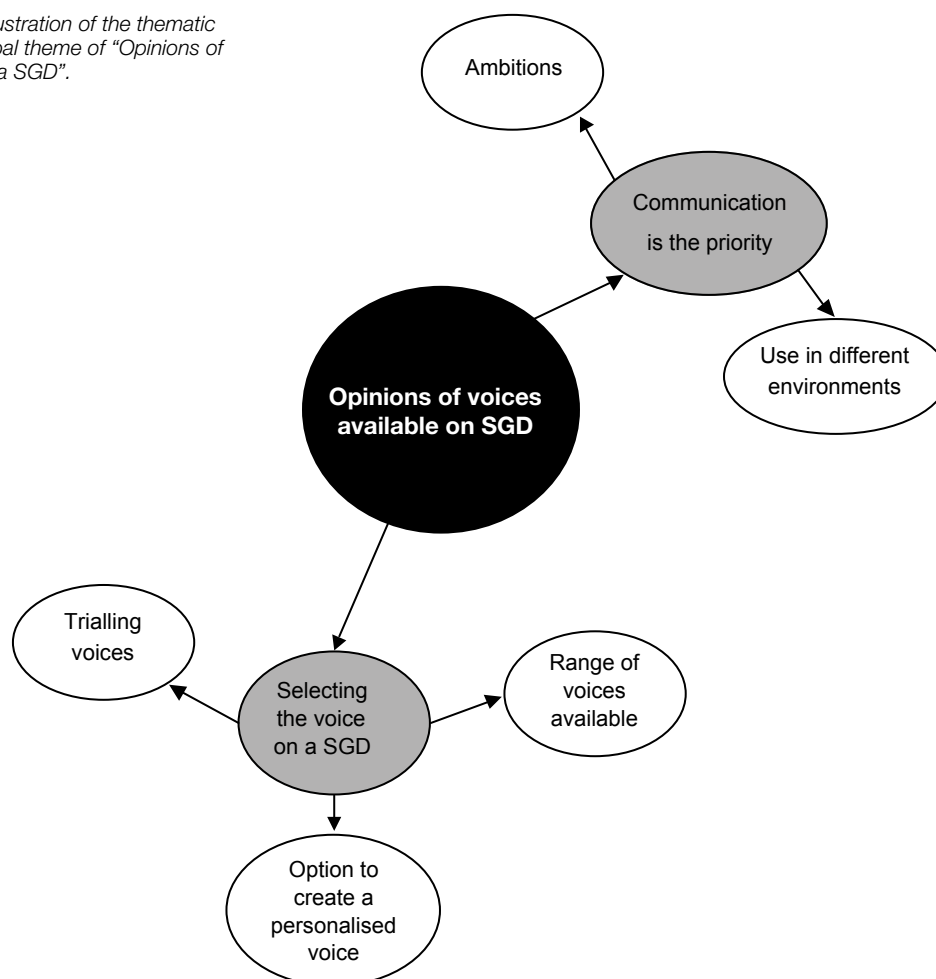 ustration of the thematic
bal theme of “Opinions of
a SGD”.
Ambitions
Communication
is the priority
Use in different
environments
Opinions of voices
available on SGD
Trialling
voices
Selecting
the voice
on a SGD
Range of
voices
available
Option to
create a
personalised
voice